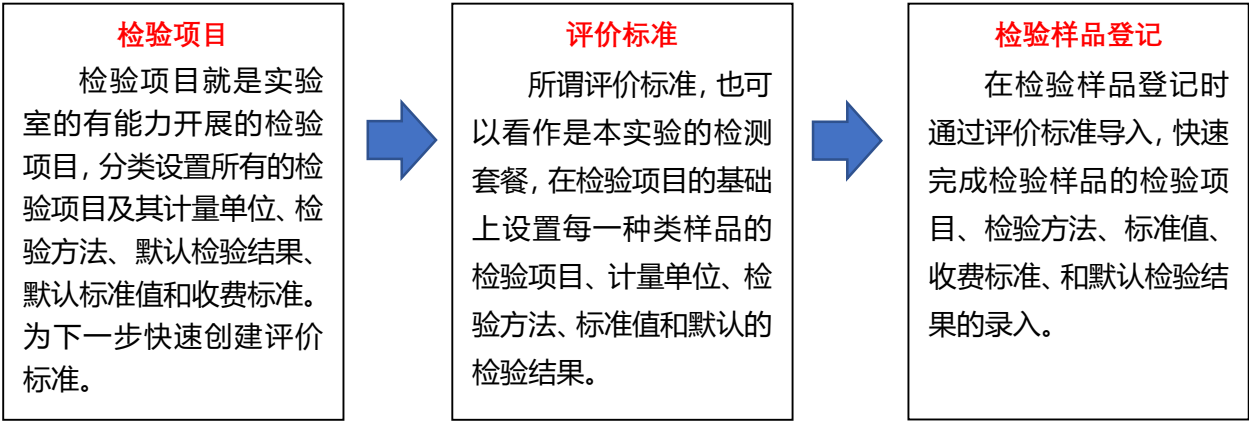 检验项目
检验项目就是实验
室的有能力开展的检验
项目，分类设置所有的检
验项目及其计量单位、检
验方法、默认检验结果、
默认标准值和收费标准。
为下一步快速创建评价
标准。
评价标准
所谓评价标准，也可
以看作是本实验的检测
套餐，在检验项目的基础
上设置每一种类样品的
检验项目、计量单位、检
验方法、标准值和默认的
检验结果。
检验样品登记
在检验样品登记时
通过评价标准导入，快速
完成检验样品的检验项
目、检验方法、标准值、
收费标准、和默认检验结
果的录入。